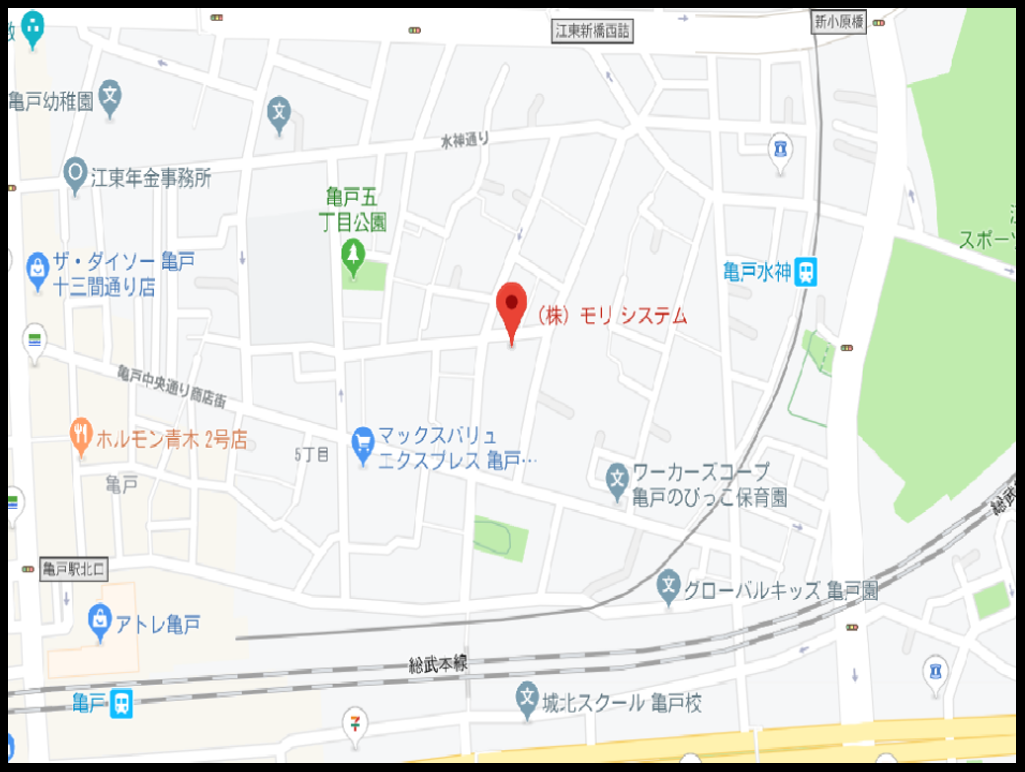 江東新橋西詰
新小原橋
亀戸幼稚園
文
文
水神通り
江東年金事務所
亀戸五
丁目公園
スポーツ
ザ・ダイソー 亀戸
十三間通り店
亀戸水神
（株）モリシステム
亀戸中央通り商店街
マックスバリュ
エクスプレス 亀戸…
ホルモン青木 2号店
5丁目
亀戸
文
ワーカーズコープ
亀戸のびっこ保育園
総武
亀戸駅北口
文
グローバルキッズ 亀戸園
アトレ亀戸
総武本線
亀戸
文
城北スクール 亀戸校
7